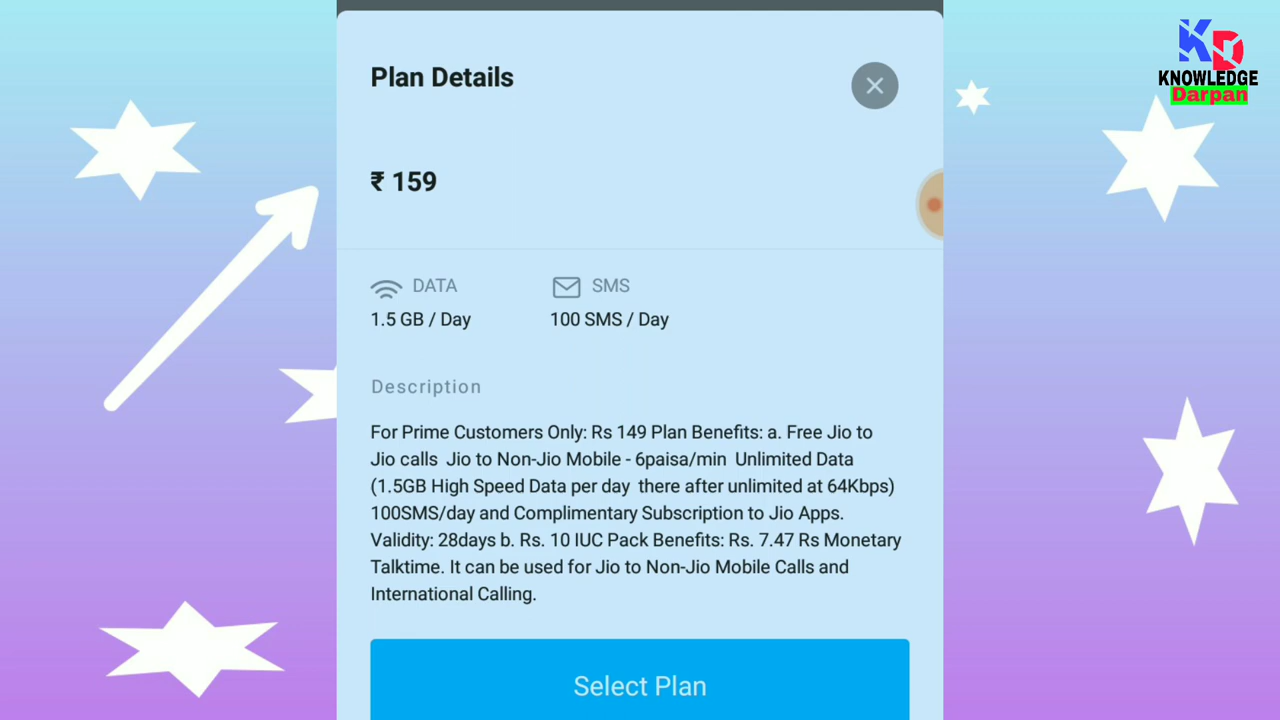 KD
KNOWLEDGE
Darpan
Plan Details
₹ 159
DATA
1.5 GB / Day
SMS
100 SMS / Day
Description
For Prime Customers Only: Rs 149 Plan Benefits: a. Free Jio to
Jio calls  Jio to Non-Jio Mobile - 6paisa/min  Unlimited Data
(1.5GB High Speed Data per day  there after unlimited at 64Kbps)
100SMS/day and Complimentary Subscription to Jio Apps.
Validity: 28days b. Rs. 10 IUC Pack Benefits: Rs. 7.47 Rs Monetary
Talktime. It can be used for Jio to Non-Jio Mobile Calls and
International Calling.
Select Plan